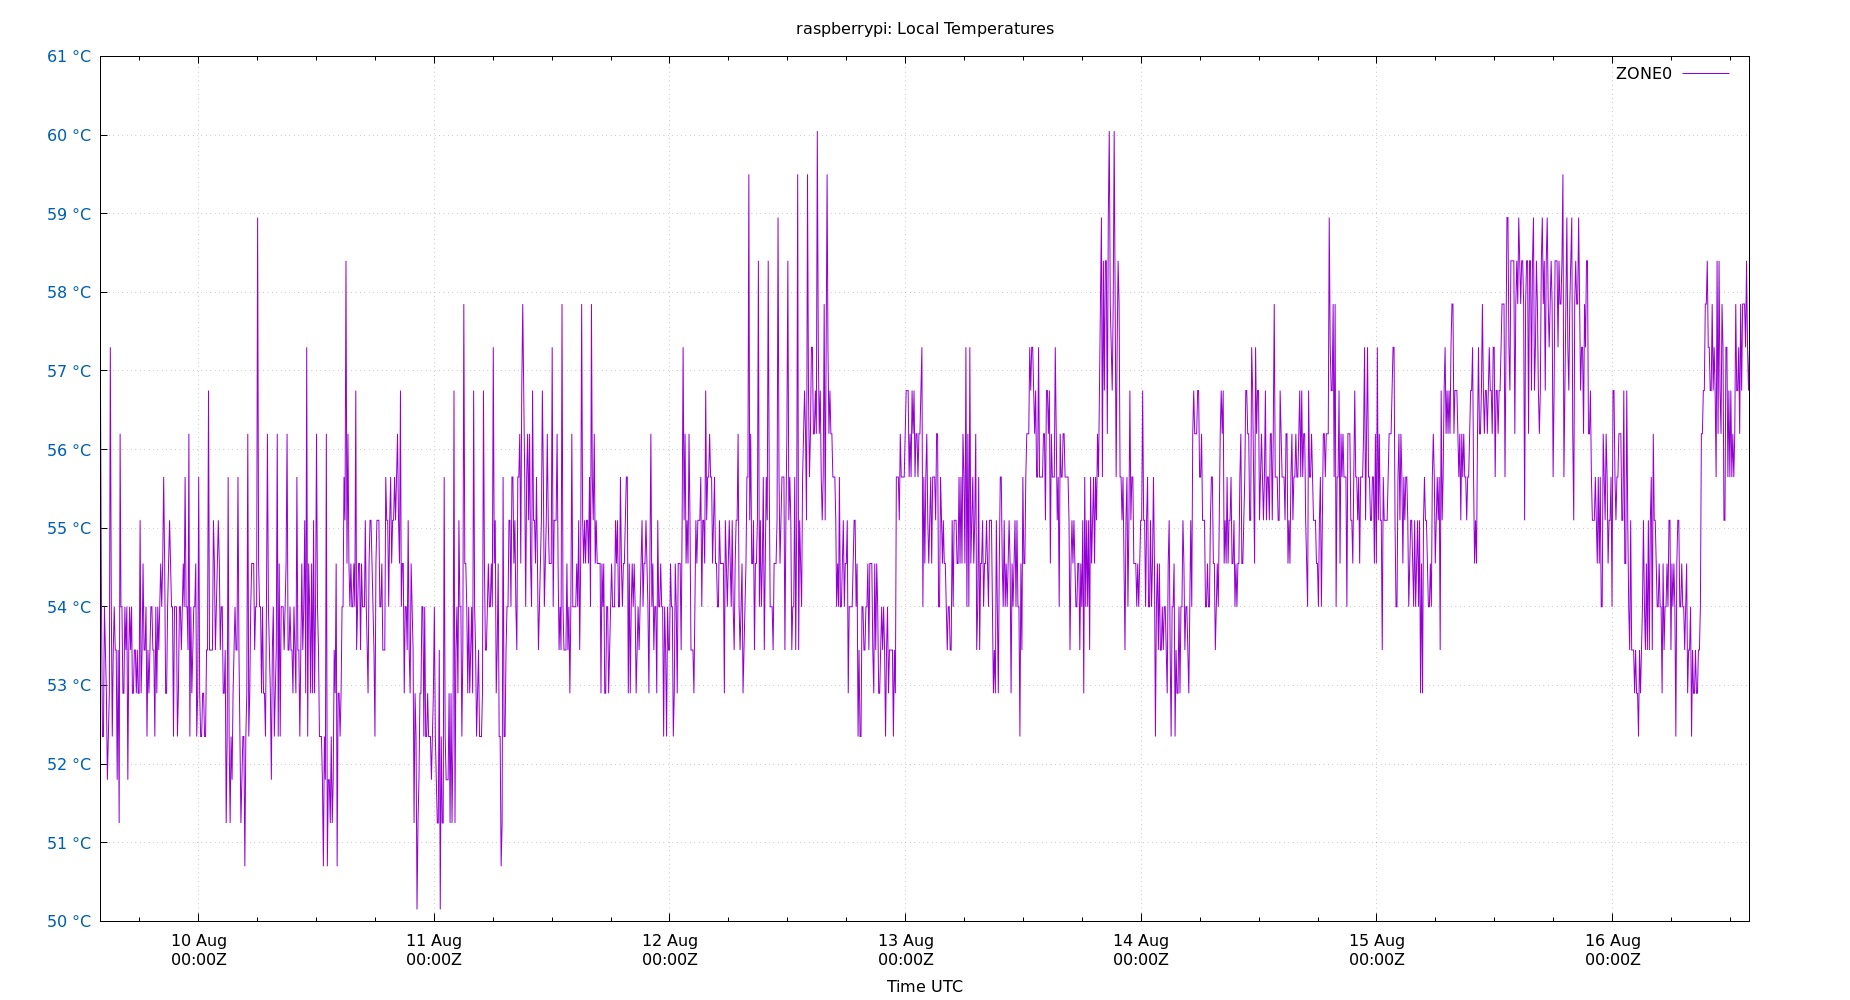 raspberrypi: Local Temperatures
61 °C
ZONE0
60 °C
59 °C
58 °C
57 °C
56 °C
55 °C
54 °C
53 °C
52 °C
51 °C
50 °C
10 Aug 11 Aug 12 Aug 13 Aug 14 Aug 15 Aug 16 Aug
00:00Z 00:00Z 00:00Z 00:00Z 00:00Z 00:00Z 00:00Z
Time UTC